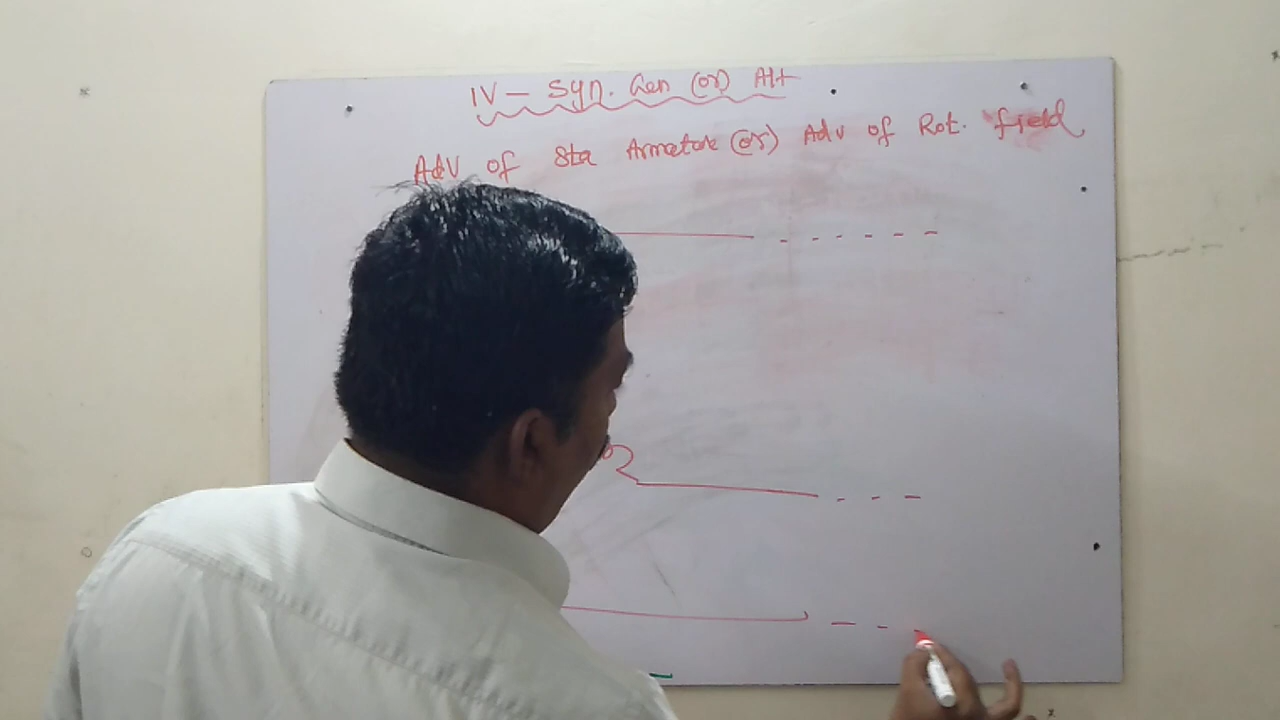 IV - Syn. Gen (or) Alt
Adv of Sta Armature (or) Adv of Rot. field